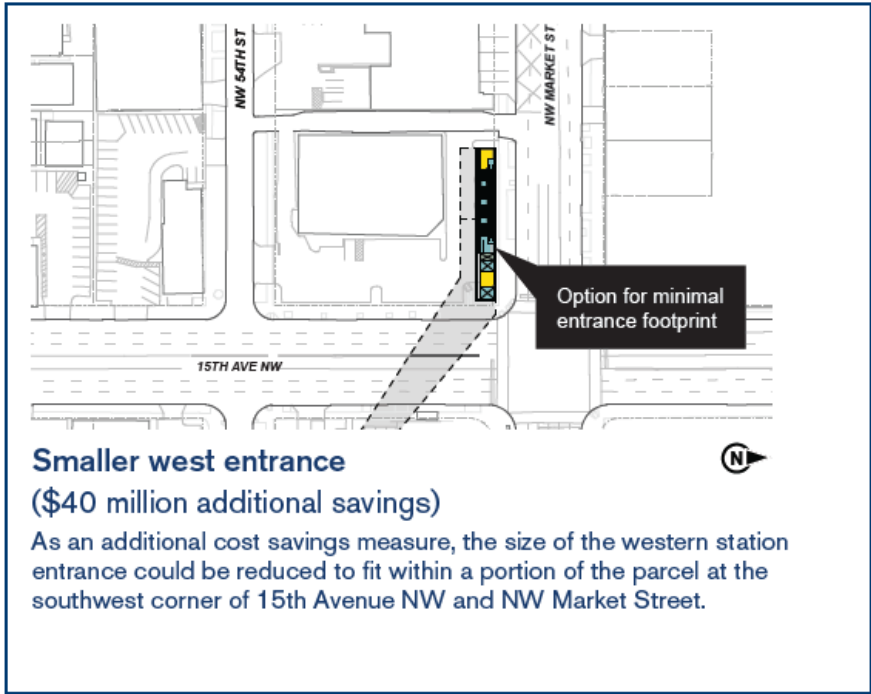 NW 54TH ST
NW MARKET ST
Option for minimal
entrance footprint
15TH AVE NW
Smaller west entrance
N
($40 million additional savings)
As an additional cost savings measure, the size of the western station
entrance could be reduced to fit within a portion of the parcel at the
southwest corner of 15th Avenue NW and NW Market Street.